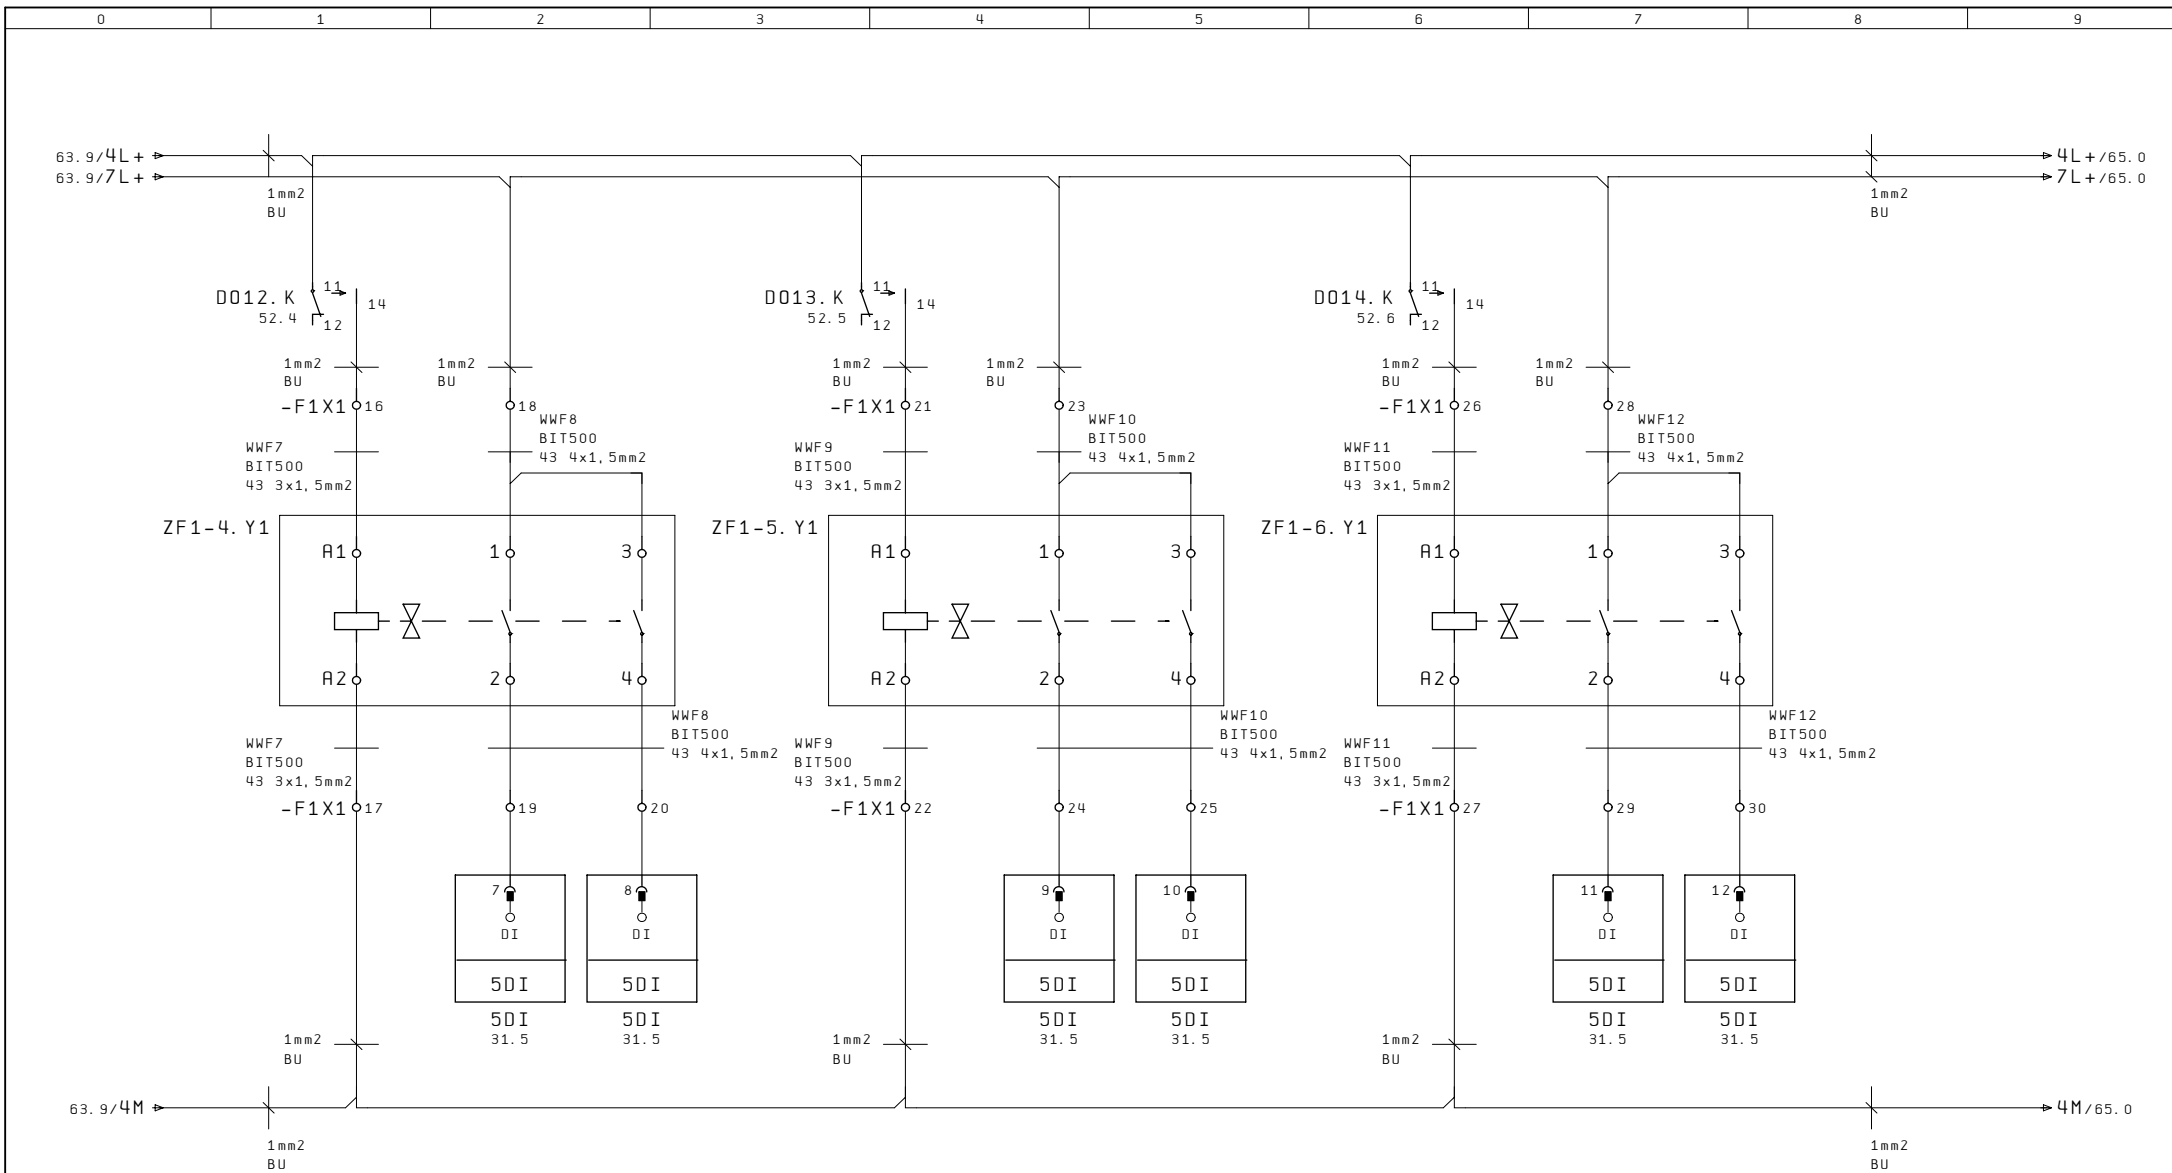 0 1 2 3 4 5 6 7 8 9
63.9/4L+ 4L+/65.0
63.9/7L+ 7L+/65.0
1mm2 1mm2
BU BU
DO12.K 11 14 DO13.K 11 14 DO14.K 11 14
52.4 12 52.5 12 52.6 12
1mm2 1mm2 1mm2 1mm2 1mm2 1mm2
BU BU BU BU BU BU
-F1X1 16 18 -F1X1 21 23 -F1X1 26 28
WWF8 WWF10 WWF12
BIT500 BIT500 BIT500
43 4x1,5mm2 43 4x1,5mm2 43 4x1,5mm2
WWF7 WWF9 WWF11
BIT500 BIT500 BIT500
43 3x1,5mm2 43 3x1,5mm2 43 3x1,5mm2
ZF1-4.Y1 ZF1-5.Y1 ZF1-6.Y1
A1 1 3 A1 1 3 A1 1 3
A2 2 4 A2 2 4 A2 2 4
WWF8 WWF10 WWF12
BIT500 BIT500 BIT500
43 4x1,5mm2 43 4x1,5mm2 43 4x1,5mm2
WWF7 WWF9 WWF11
BIT500 BIT500 BIT500
43 3x1,5mm2 43 3x1,5mm2 43 3x1,5mm2
-F1X1 17 19 20 -F1X1 22 24 25 -F1X1 27 29 30
7 8 9 10 11 12
DI DI DI DI DI DI
5DI 5DI 5DI 5DI 5DI 5DI
5DI 5DI 5DI 5DI 5DI 5DI
31.5 31.5 31.5 31.5 31.5 31.5
1mm2 1mm2 1mm2
BU BU BU
63.9/4M 4M/65.0
1mm2 1mm2
BU BU